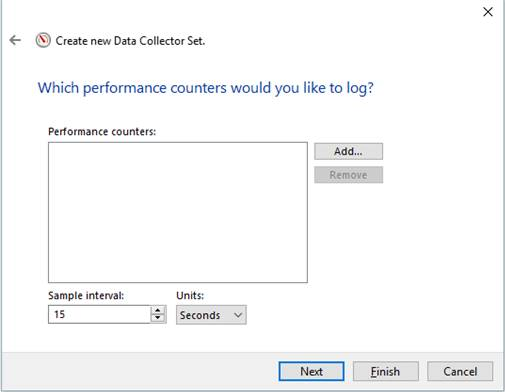 Create new Data Collector Set.
Which performance counters would you like to log?
Performance counters:
Add...
Remove
Sample interval:
Units:
15
Seconds
Next
Finish
Cancel